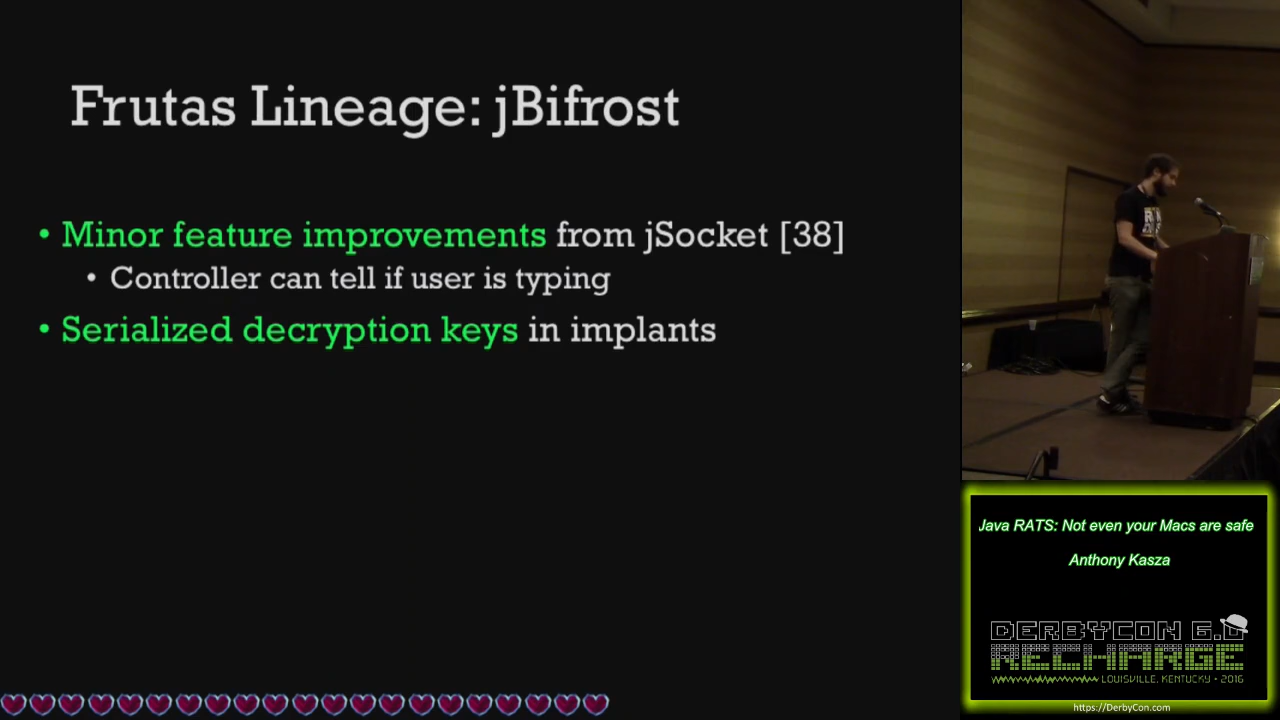 Frutas Lineage: jBifrost
• Minor feature improvements from jSocket [38]
• Controller can tell if user is typing
• Serialized decryption keys in implants
Java RATS: Not even your Macs are safe
Anthony Kasza
DERBYCON 6.0
RECHARGE
LOUISVILLE, KENTUCKY • 2016
https://DerbyCon.com